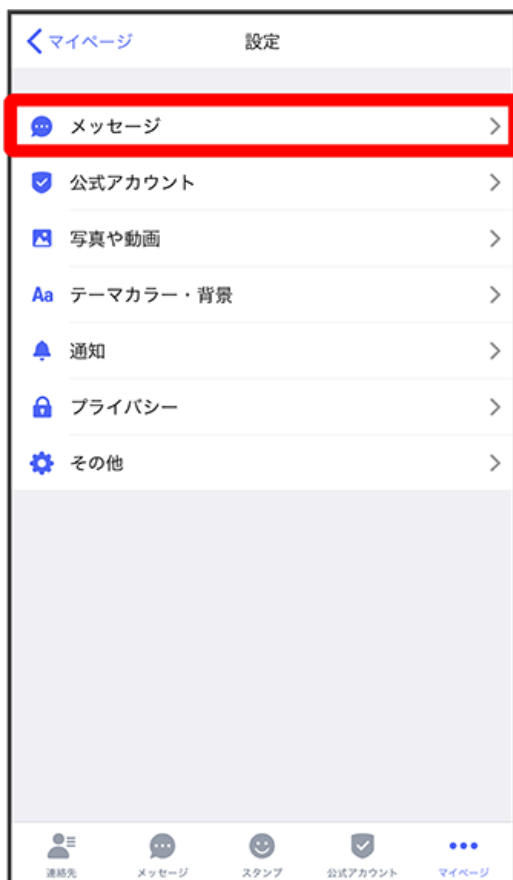 マイページ
設定
メッセージ
公式アカウント
写真や動画
Aa テーマカラー・背景
通知
プライバシー
その他
連絡先
メッセージ
スタンプ
公式アカウント
マイページ